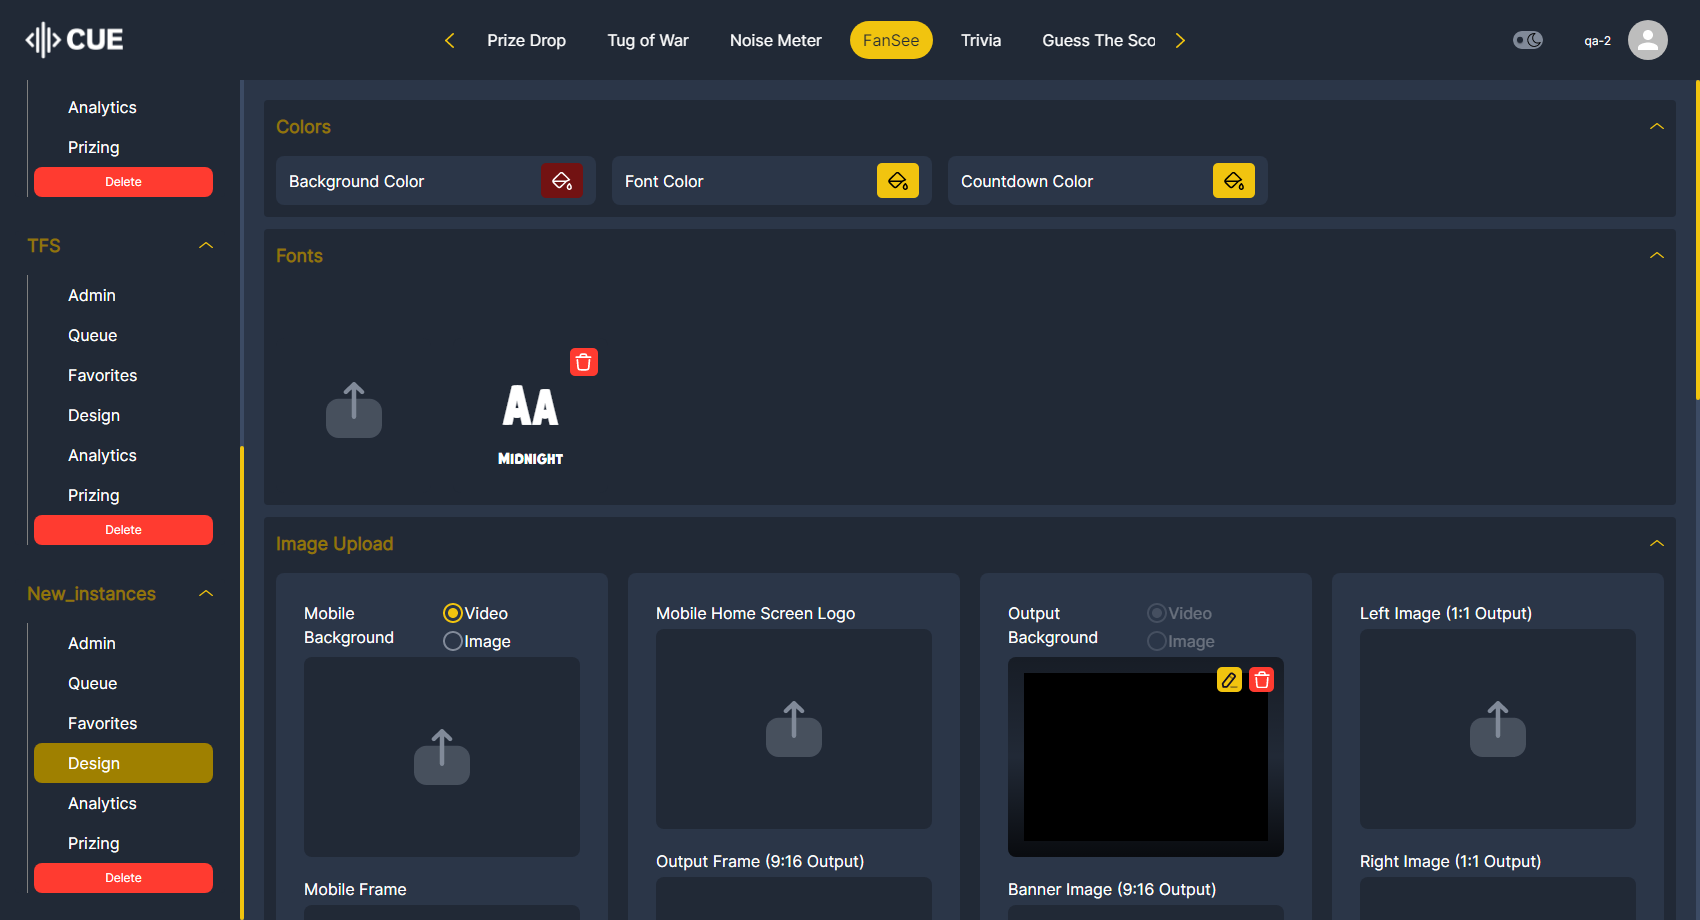 CUE
Prize Drop
Tug of War
Noise Meter
FanSee
Trivia
Guess The Sco
qa-2
Analytics
Prizing
Delete
TFS
Admin
Queue
Favorites
Design
Analytics
Prizing
Delete
New_instances
Admin
Queue
Favorites
Design
Analytics
Prizing
Delete
Colors
Background Color
Font Color
Countdown Color
Fonts
AA
MIDNIGHT
Image Upload
Mobile
Background
Video
Image
Mobile Frame
Mobile Home Screen Logo
Output Frame (9:16 Output)
Output
Background
Video
Image
Banner Image (9:16 Output)
Left Image (1:1 Output)
Right Image (1:1 Output)